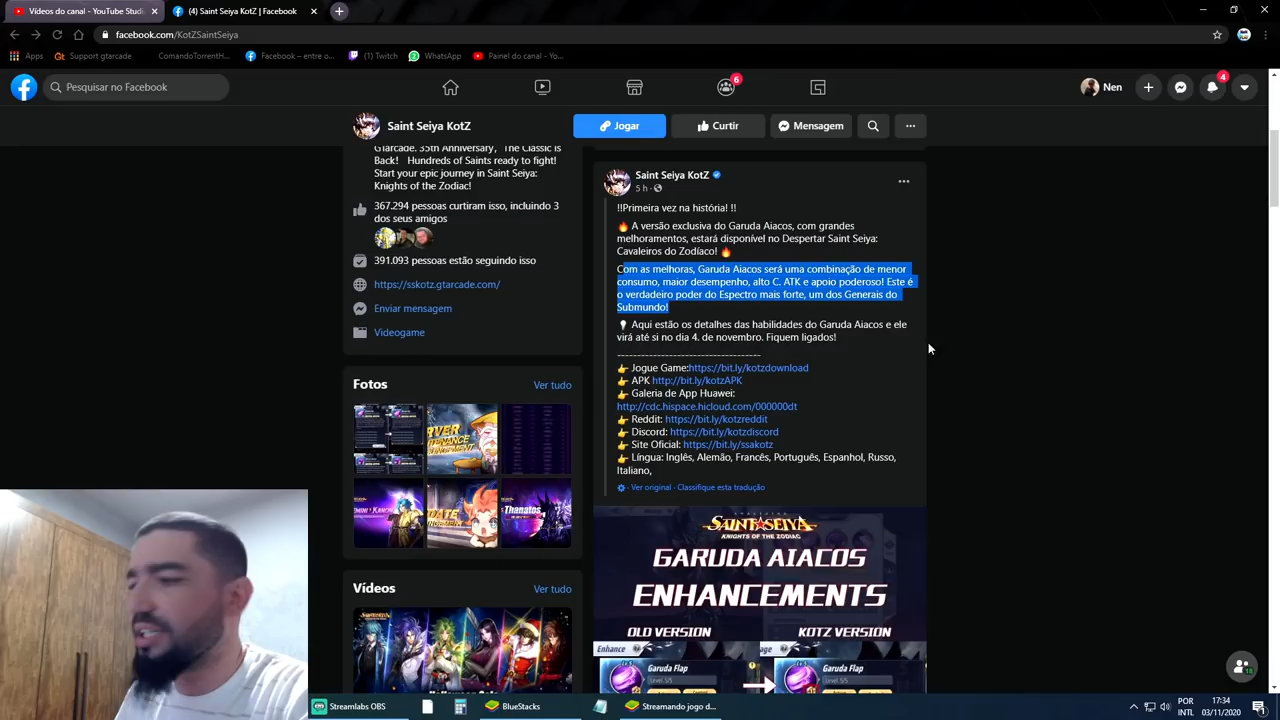 Vídeos do canal - YouTube Studi
(4) Saint Seiya KotZ | Facebook
facebook.com/KotZSaintSeiya
Apps
Support gtarcade
ComandoTorrentH...
Facebook – entre o...
(1) Twitch
WhatsApp
Painel do canal - Yo...
Pesquisar no Facebook
6
Nen
4
Saint Seiya KotZ
Jogar
Curtir
Mensagem
Gtarcade. 35th Anniversary, The Classic is
Back! Hundreds of Saints ready to fight!
Start your epic journey in Saint Seiya:
Knights of the Zodiac!
367.294 pessoas curtiram isso, incluindo 3
dos seus amigos
391.093 pessoas estão seguindo isso
https://sskotz.gtarcade.com/
Enviar mensagem
Videogame
Fotos
Ver tudo
GEMINI KANON
Thanatos
Vídeos
Ver tudo
Saint Seiya KotZ
5 h ·
!!Primeira vez na história! !!
🔥 A versão exclusiva do Garuda Aiacos, com grandes
melhoramentos, estará disponível no Despertar Saint Seiya:
Cavaleiros do Zodíaco! 🔥
Com as melhoras, Garuda Aiacos será uma combinação de menor
consumo, maior desempenho, alto C. ATK e apoio poderoso! Este é
o verdadeiro poder do Espectro mais forte, um dos Generais do
Submundo!
💡 Aqui estão os detalhes das habilidades do Garuda Aiacos e ele
virá até si no dia 4. de novembro. Fiquem ligados!
------------------------------------
👉 Jogue Game:https://bit.ly/kotzdownload
👉 APK http://bit.ly/kotzAPK
👉 Galeria de App Huawei:
http://cdc.hispace.hicloud.com/000000dt
👉 Reddit: https://bit.ly/kotzreddit
👉 Discord: https://bit.ly/kotzdiscord
👉 Site Oficial: https://bit.ly/ssakotz
👉 Língua: Inglês, Alemão, Francês, Português, Espanhol, Russo,
Italiano,
· Ver original · Classifique esta tradução
SAINT SEIYA
KNIGHTS OF THE ZODIAC
GARUDA AIACOS
ENHANCEMENTS
OLD VERSION
KOTZ VERSION
Enhance
Garuda Flap
Level 5/5
Garuda Flap
Level 5/5
Streamlabs OBS
BlueStacks
Streamando jogo d...
POR
INTL
17:34
03/11/2020